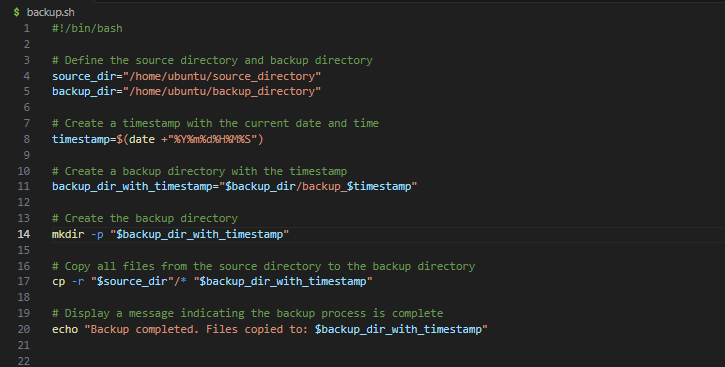 $ backup.sh
1 #!/bin/bash
2
3 # Define the source directory and backup directory
4 source_dir="/home/ubuntu/source_directory"
5 backup_dir="/home/ubuntu/backup_directory"
6
7 # Create a timestamp with the current date and time
8 timestamp=$(date +"%Y%m%d%H%M%S")
9
10 # Create a backup directory with the timestamp
11 backup_dir_with_timestamp="$backup_dir/backup_$timestamp"
12
13 # Create the backup directory
14 mkdir -p "$backup_dir_with_timestamp"
15
16 # Copy all files from the source directory to the backup directory
17 cp -r "$source_dir"/* "$backup_dir_with_timestamp"
18
19 # Display a message indicating the backup process is complete
20 echo "Backup completed. Files copied to: $backup_dir_with_timestamp"
21
22